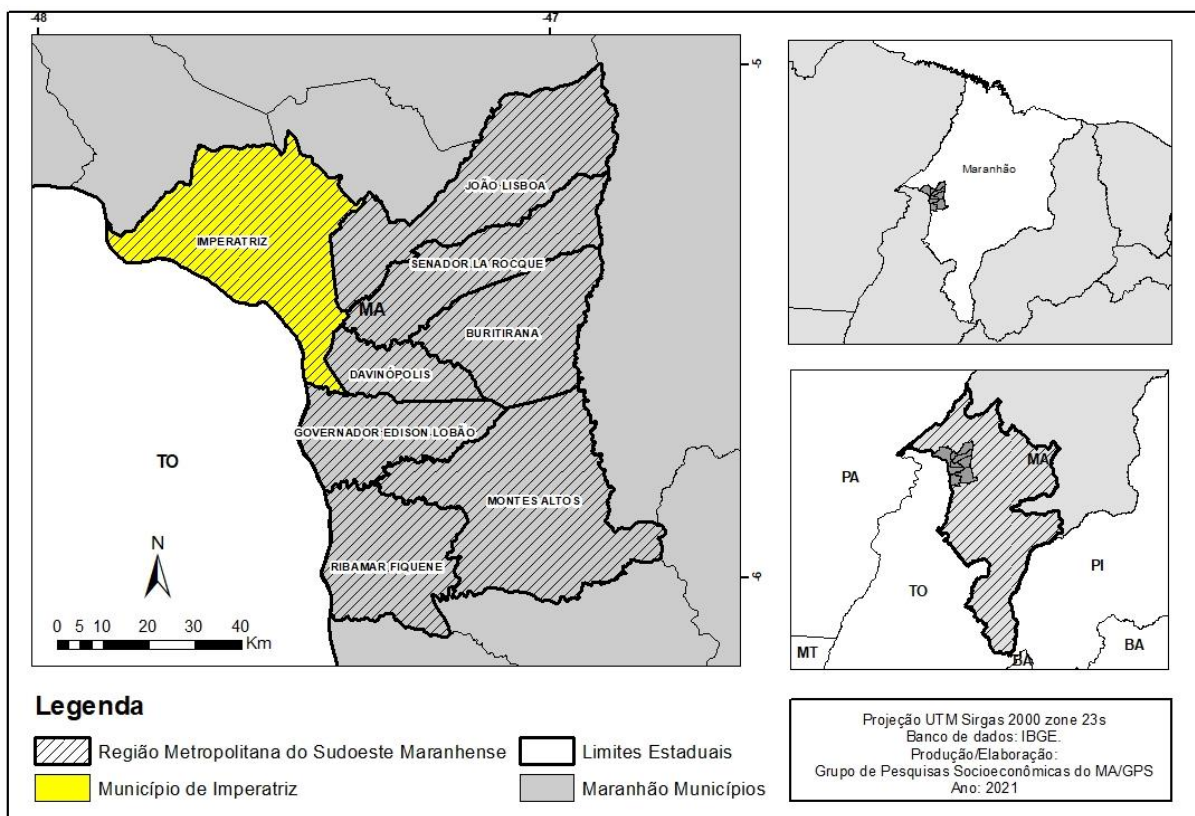 -48
-47
-5
JOÃO LISBOA
IMPERATRIZ
SENADOR LA ROCQUE
MA
BURITIRANA
DAVINÓPOLIS
GOVERNADOR EDISON LOBÃO
TO
MONTES ALTOS
N
RIBAMAR FIQUENE
-6
0 5 10 20 30 40
Km
Maranhão
MA
PA
PI
TO
MT
BA
BA
Legenda
Região Metropolitana do Sudoeste Maranhense
Limites Estaduais
Município de Imperatriz
Maranhão Municípios
Projeção UTM Sirgas 2000 zone 23s
Banco de dados: IBGE.
Produção/Elaboração:
Grupo de Pesquisas Socioeconômicas do MA/GPS
Ano: 2021